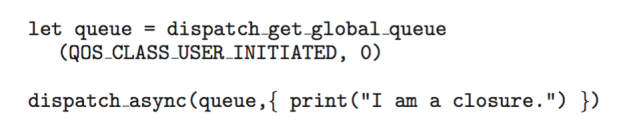 let queue = dispatch_get_global_queue
(QOS_CLASS_USER_INITIATED, 0)
dispatch_async(queue,{ print("I am a closure.") })